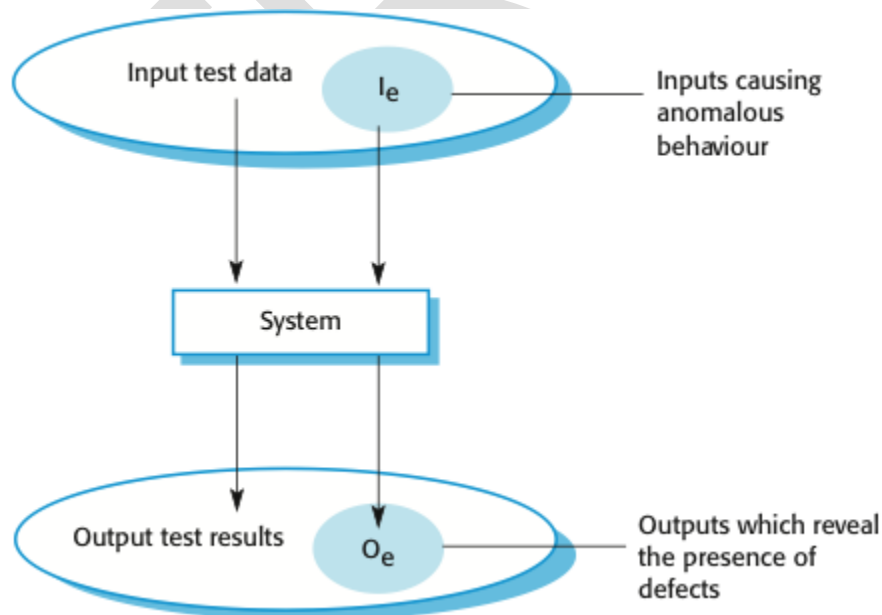 Input test data
Ie
Inputs causing
anomalous
behaviour
System
Output test results
Oe
Outputs which reveal
the presence of
defects